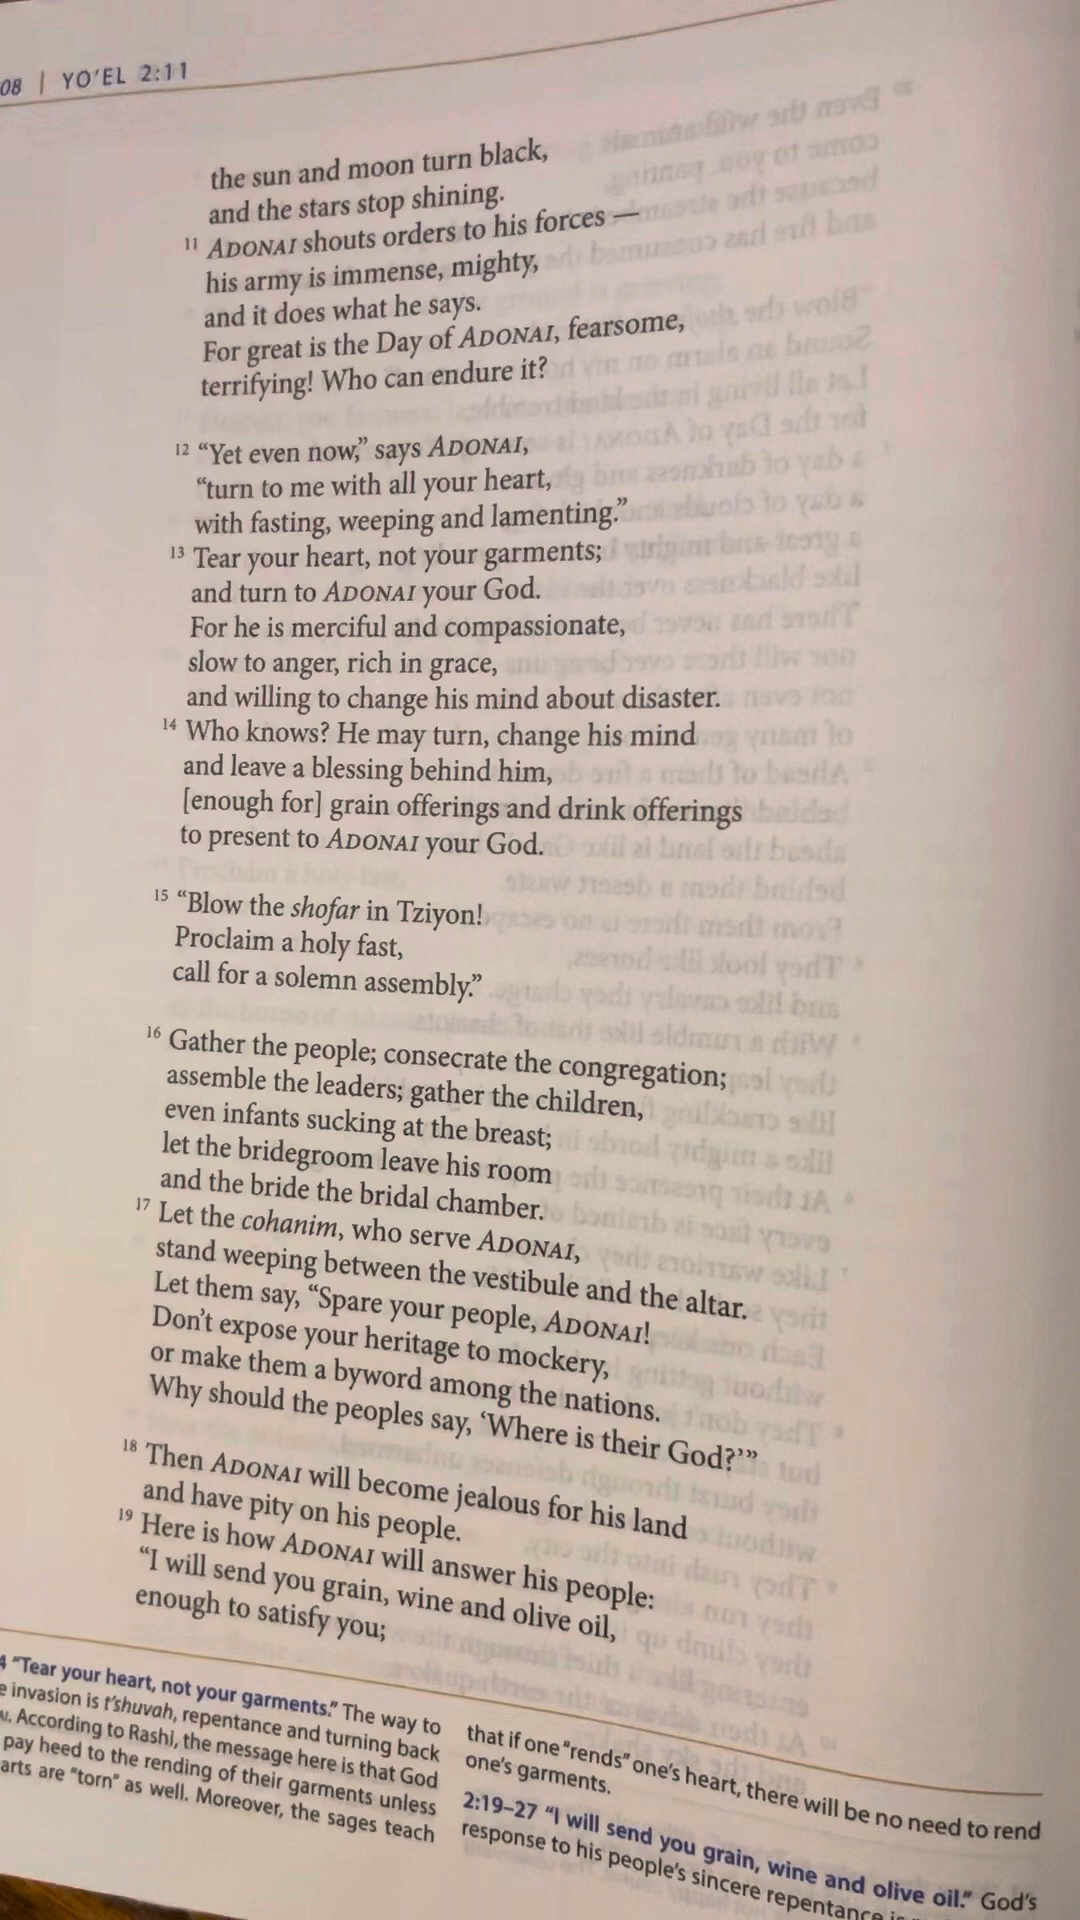 08 | YO'EL 2:11
the sun and moon turn black,
and the stars stop shining.
11 ADONAI shouts orders to his forces —
his army is immense, mighty,
and it does what he says.
For great is the Day of ADONAI, fearsome,
terrifying! Who can endure it?
12 “Yet even now,” says ADONAI,
“turn to me with all your heart,
with fasting, weeping and lamenting.”
13 Tear your heart, not your garments;
and turn to ADONAI your God.
For he is merciful and compassionate,
slow to anger, rich in grace,
and willing to change his mind about disaster.
14 Who knows? He may turn, change his mind
and leave a blessing behind him,
[enough for] grain offerings and drink offerings
to present to ADONAI your God.
15 “Blow the shofar in Tziyon!
Proclaim a holy fast,
call for a solemn assembly.”
16 Gather the people; consecrate the congregation;
assemble the leaders; gather the children,
even infants sucking at the breast;
let the bridegroom leave his room
and the bride the bridal chamber.
17 Let the cohanim, who serve ADONAI,
stand weeping between the vestibule and the altar.
Let them say, “Spare your people, ADONAI!
Don’t expose your heritage to mockery,
or make them a byword among the nations.
Why should the peoples say, ‘Where is their God?’”
18 Then ADONAI will become jealous for his land
and have pity on his people.
19 Here is how ADONAI will answer his people:
“I will send you grain, wine and olive oil,
enough to satisfy you;
4 “Tear your heart, not your garments.” The way to
invasion is t’shuvah, repentance and turning back
According to Rashi, the message here is that God
pay heed to the rending of their garments unless
arts are “torn” as well. Moreover, the sages teach
that if one “rends” one’s heart, there will be no need to rend
one’s garments.
2:19–27 “I will send you grain, wine and olive oil.” God’s
response to his people’s sincere repentance